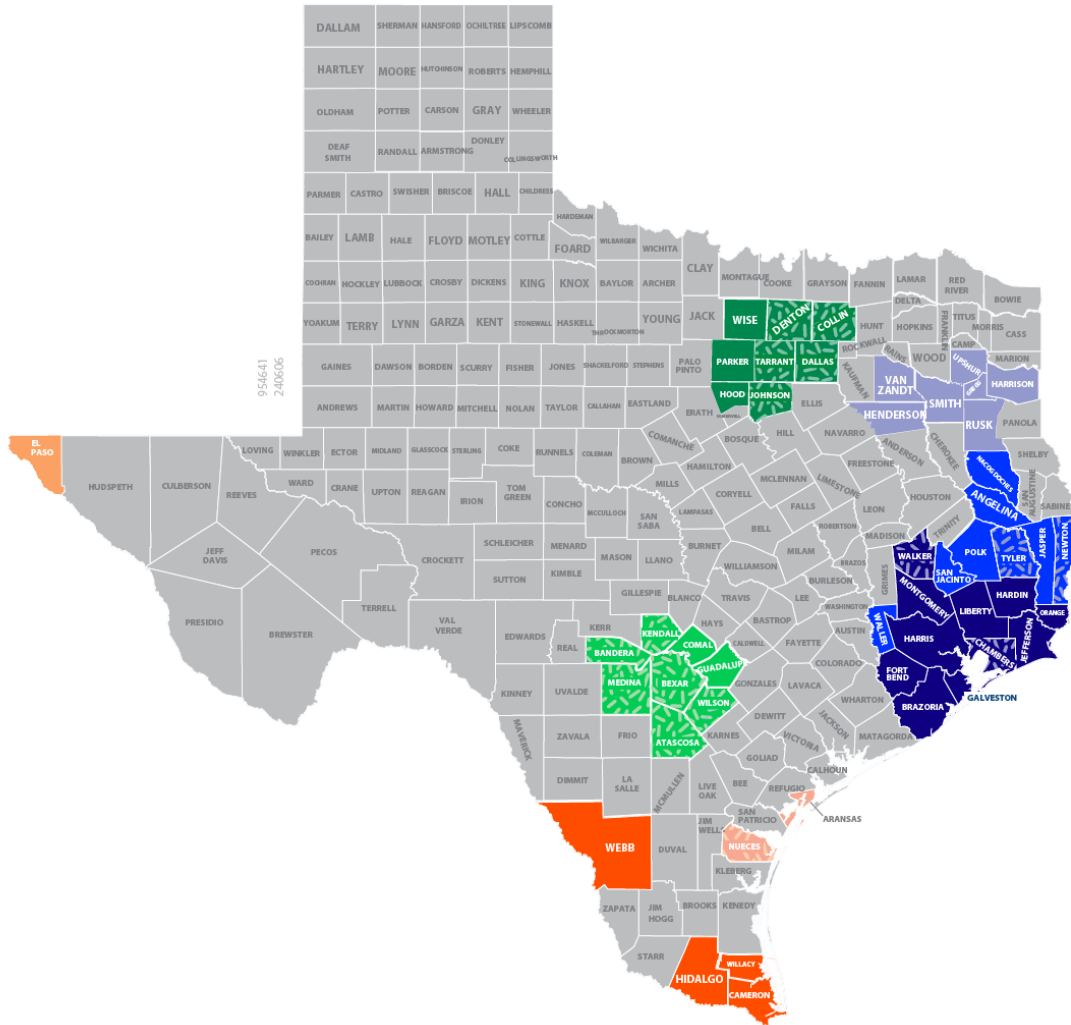 DALLAM
SHERMAN
HANSFORD
OCHILTREE
LIPSCOMB
HARTLEY
MOORE
HUTCHINSON
ROBERTS
HEMPHILL
OLDHAM
POTTER
CARSON
GRAY
WHEELER
DEAF
SMITH
RANDALL
ARMSTRONG
DONLEY
COLLINGSWORTH
PARMER
CASTRO
SWISHER
BRISCOE
HALL
CHILDRESS
HARDEMAN
BAILEY
LAMB
HALE
FLOYD
MOTLEY
COTTLE
FOARD
WILBARGER
WICHITA
CLAY
MONTAGUE
COOKE
GRAYSON
FANNIN
LAMAR
RED
RIVER
BOWIE
COCHRAN
HOCKLEY
LUBBOCK
CROSBY
DICKENS
KING
KNOX
BAYLOR
ARCHER
DELTA
YOAKUM
TERRY
LYNN
GARZA
KENT
STONEWALL
HASKELL
THROCKMORTON
YOUNG
JACK
WISE
DENTON
COLLIN
HUNT
HOPKINS
FRANKLIN
TITUS
MORRIS
CASS
CAMP
ROCKWALL
RAINS
WOOD
UPSHUR
MARION
954641
240606
GAINES
DAWSON
BORDEN
SCURRY
FISHER
JONES
SHACKELFORD
STEPHENS
PALO
PINTO
PARKER
TARRANT
DALLAS
KAUFMAN
VAN
ZANDT
SMITH
HARRISON
ANDREWS
MARTIN
HOWARD
MITCHELL
NOLAN
TAYLOR
CALLAHAN
EASTLAND
ERATH
HOOD
JOHNSON
ELLIS
HENDERSON
RUSK
PANOLA
EL
PASO
HUDSPETH
CULBERSON
REEVES
LOVING
WINKLER
ECTOR
MIDLAND
GLASSCOCK
STERLING
COKE
RUNNELS
COLEMAN
BROWN
COMANCHE
BOSQUE
HILL
NAVARRO
ANDERSON
CHEROKEE
NACOGDOCHES
SHELBY
WARD
CRANE
UPTON
REAGAN
IRION
TOM
GREEN
CONCHO
MCCULLOCH
MILLS
HAMILTON
CORYELL
MCLENNAN
LIMESTONE
FREESTONE
LEON
HOUSTON
ANGELINA
SAN
AUGUSTINE
SABINE
SAN
SABA
LAMPASAS
BELL
FALLS
ROBERTSON
MADISON
TRINITY
POLK
TYLER
JASPER
NEWTON
JEFF
DAVIS
PECOS
CROCKETT
SCHLEICHER
MENARD
MASON
LLANO
BURNET
WILLIAMSON
MILAM
BRAZOS
GRIMES
WALKER
SAN
JACINTO
PRESIDIO
BREWSTER
TERRELL
VAL
VERDE
SUTTON
KIMBLE
GILLESPIE
BLANCO
TRAVIS
LEE
BURLESON
WASHINGTON
MONTGOMERY
LIBERTY
HARDIN
ORANGE
EDWARDS
REAL
KERR
KENDALL
COMAL
HAYS
CALDWELL
BASTROP
FAYETTE
AUSTIN
WALLER
HARRIS
CHAMBERS
JEFFERSON
BANDERA
KINNEY
UVALDE
MEDINA
BEXAR
GUADALUP
GONZALES
LAVACA
COLORADO
WHARTON
FORT
BEND
BRAZORIA
GALVESTON
MAVERICK
ZAVALA
FRIO
ATASCOSA
WILSON
KARNES
DEWITT
VICTORIA
JACKSON
MATAGORDA
DIMMIT
LA
SALLE
MCMULLEN
LIVE
OAK
BEE
GOLIAD
REFUGIO
CALHOUN
ARANSAS
SAN
PATRICIO
WEBB
DUVAL
JIM
WELLS
NUECES
KLEBERG
ZAPATA
JIM
HOGG
BROOKS
KENEDY
STARR
HIDALGO
WILLACY
CAMERON